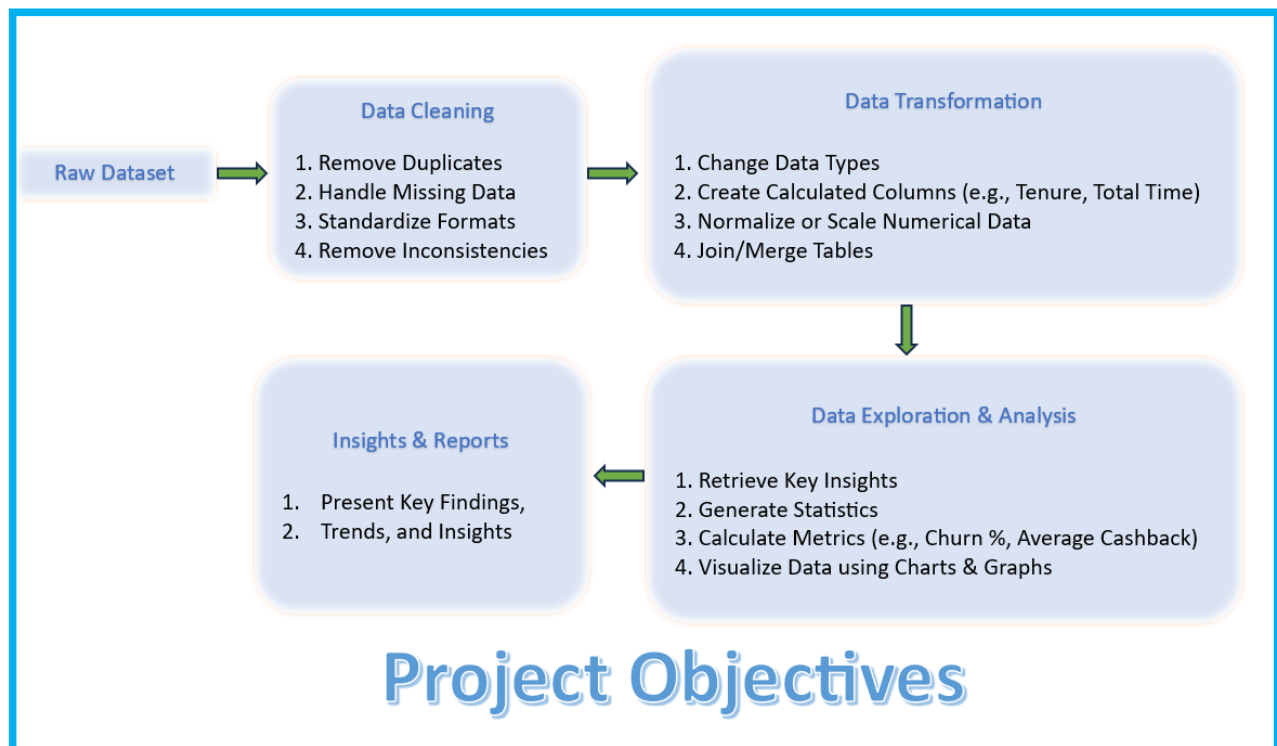 Raw Dataset
Data Cleaning
1. Remove Duplicates
2. Handle Missing Data
3. Standardize Formats
4. Remove Inconsistencies
Data Transformation
1. Change Data Types
2. Create Calculated Columns (e.g., Tenure, Total Time)
3. Normalize or Scale Numerical Data
4. Join/Merge Tables
Data Exploration & Analysis
1. Retrieve Key Insights
2. Generate Statistics
3. Calculate Metrics (e.g., Churn %, Average Cashback)
4. Visualize Data using Charts & Graphs
Insights & Reports
1. Present Key Findings,
2. Trends, and Insights
Project Objectives